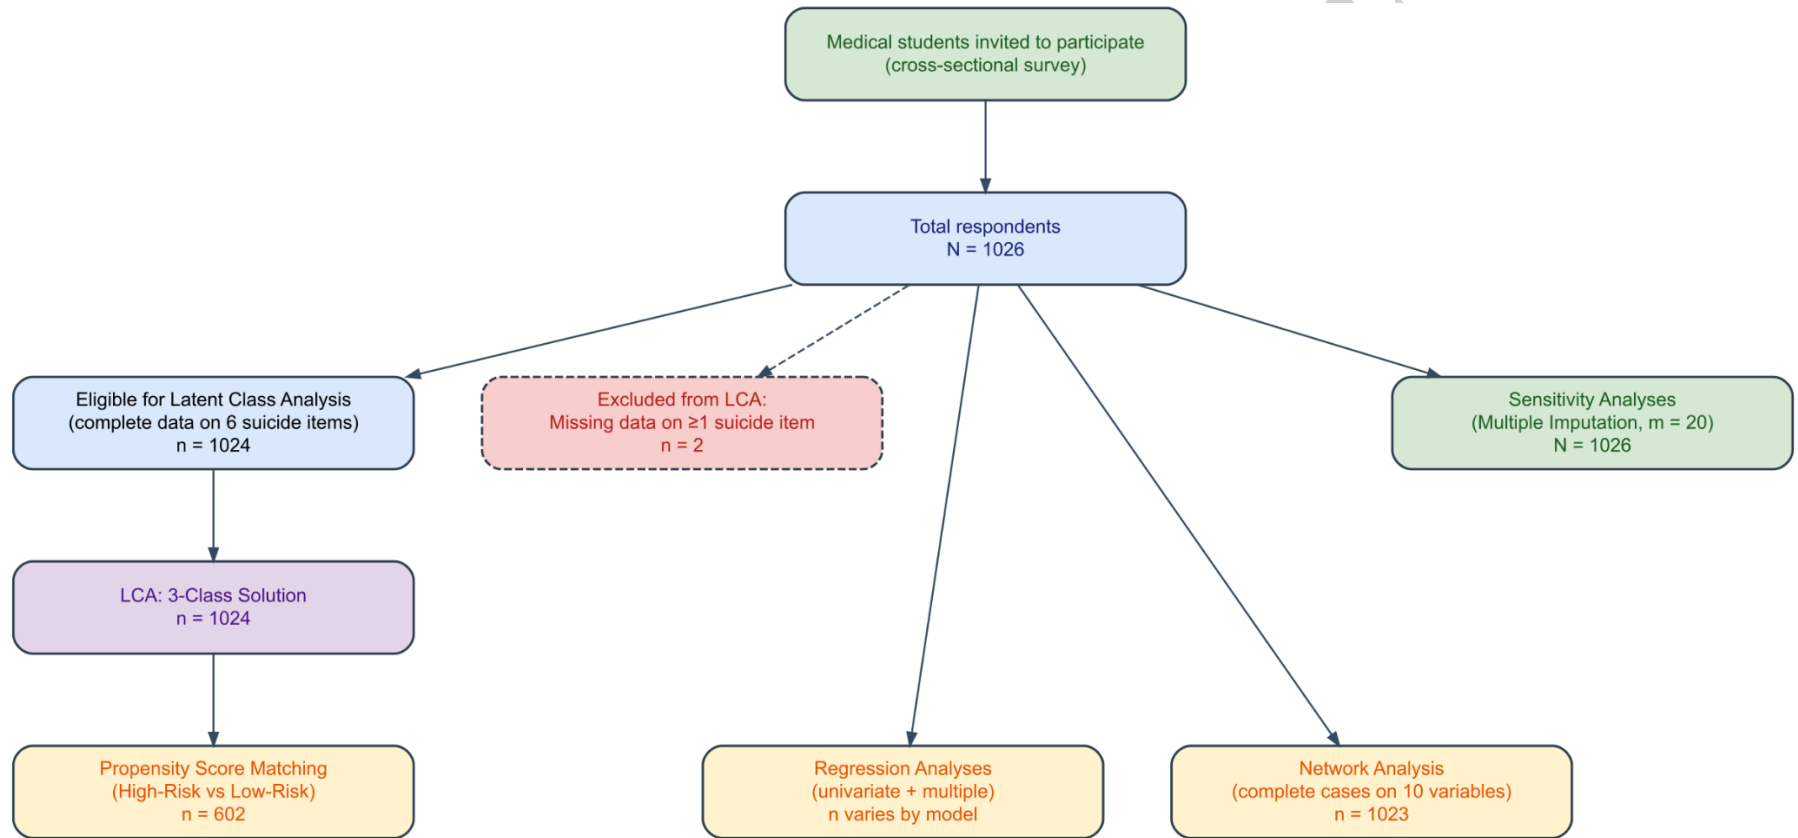 Medical students invited to participate
(cross-sectional survey)
Total respondents
N = 1026
Eligible for Latent Class Analysis
(complete data on 6 suicide items)
n = 1024
Excluded from LCA:
Missing data on ≥1 suicide item
n = 2
Sensitivity Analyses
(Multiple Imputation, m = 20)
N = 1026
LCA: 3-Class Solution
n = 1024
Propensity Score Matching
(High-Risk vs Low-Risk)
n = 602
Regression Analyses
(univariate + multiple)
n varies by model
Network Analysis
(complete cases on 10 variables)
n = 1023